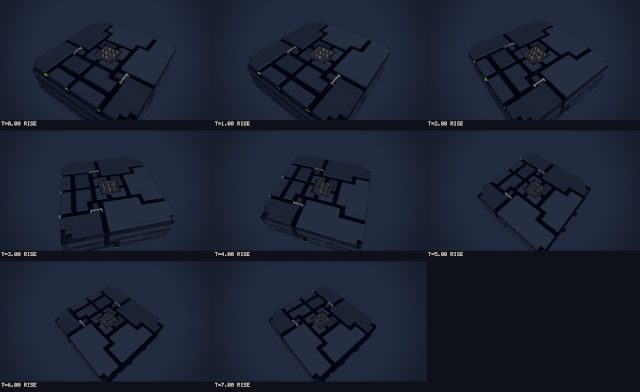 T=0.00 RISE
T=1.00 RISE
T=2.00 RISE
T=3.00 RISE
T=4.00 RISE
T=5.00 RISE
T=6.00 RISE
T=7.00 RISE